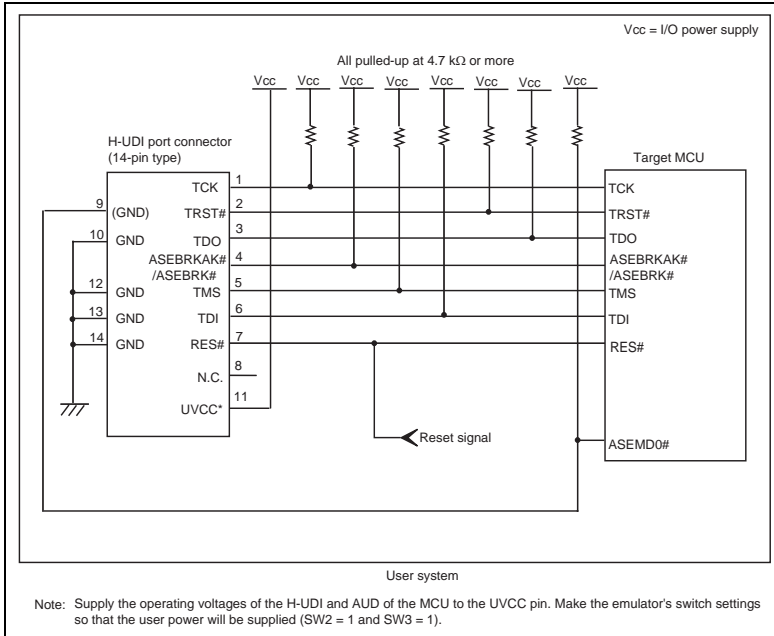 Vcc = I/O power supply
All pulled-up at 4.7 kΩ or more
Vcc Vcc Vcc Vcc Vcc Vcc Vcc Vcc
H-UDI port connector
(14-pin type)
Target MCU
TCK 1 TCK
9 (GND) TRST# 2 TRST#
10 GND TDO 3 TDO
ASEBRKAK# 4 ASEBRKAK#
/ASEBRK# /ASEBRK#
12 GND TMS 5 TMS
13 GND TDI 6 TDI
14 GND RES# 7 RES#
N.C. 8
UVCC* 11
Reset signal
ASEMD0#
User system
Note: Supply the operating voltages of the H-UDI and AUD of the MCU to the UVCC pin. Make the emulator's switch settings
so that the user power will be supplied (SW2 = 1 and SW3 = 1).